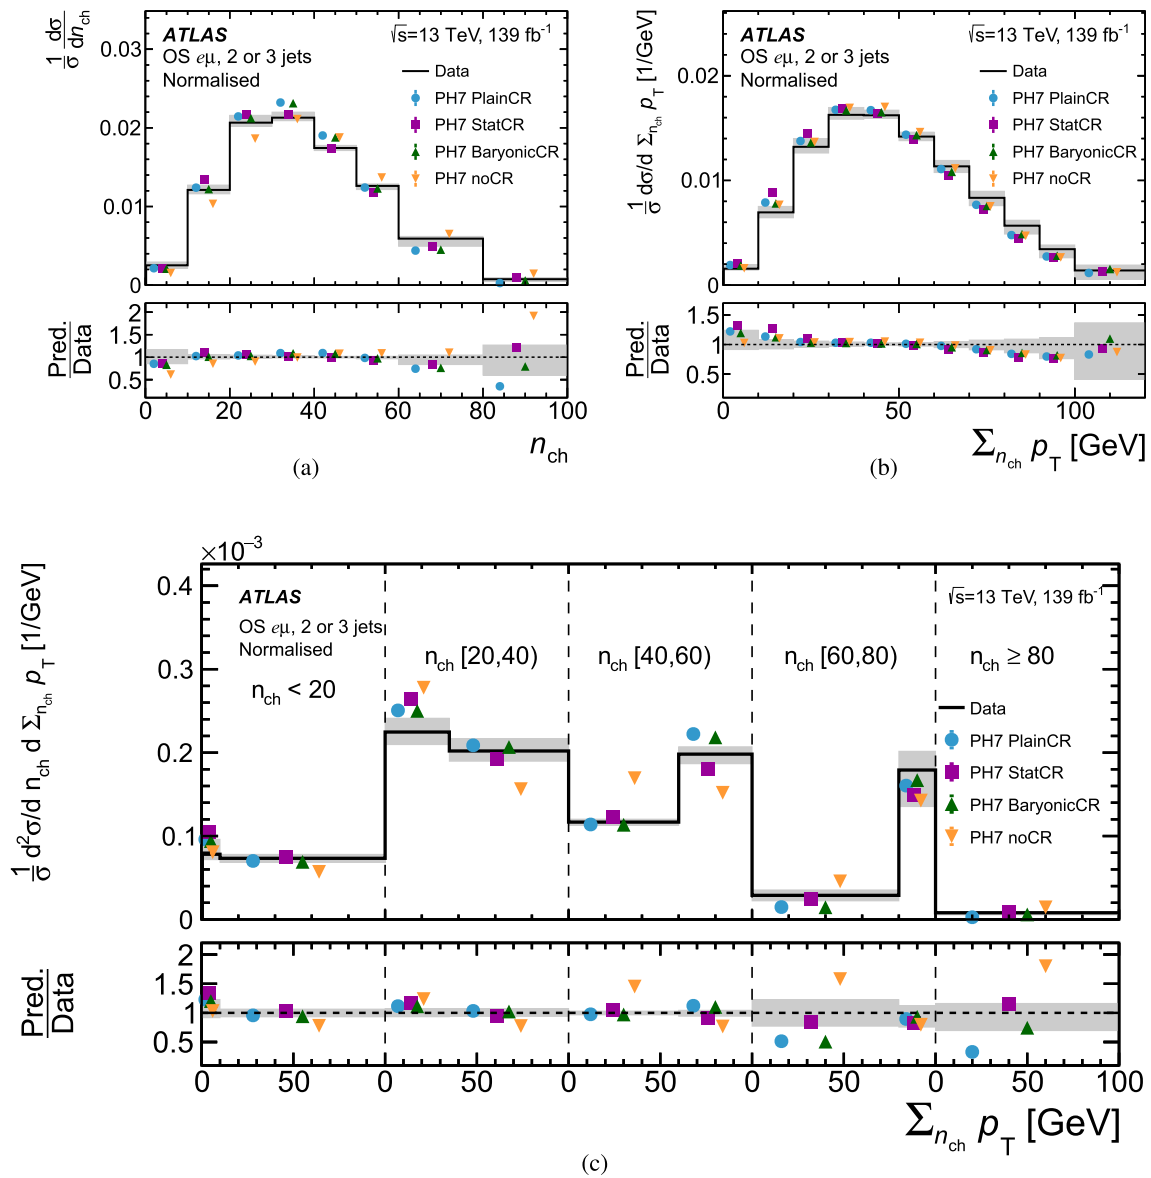 1/σ dσ/dn_ch
0.03
0.02
0.01
0
ATLAS
OS eμ, 2 or 3 jets
Normalised
√s=13 TeV, 139 fb⁻¹
Data
PH7 PlainCR
PH7 StatCR
PH7 BaryonicCR
PH7 noCR
Pred./Data
2
1.5
1
0.5
0 20 40 60 80 100
n_ch
(a)
1/σ dσ/d Σ_n_ch p_T [1/GeV]
0.02
0.01
0
ATLAS
OS eμ, 2 or 3 jets
Normalised
√s=13 TeV, 139 fb⁻¹
Data
PH7 PlainCR
PH7 StatCR
PH7 BaryonicCR
PH7 noCR
Pred./Data
1.5
1
0.5
0 50 100
Σ_n_ch p_T [GeV]
(b)
×10⁻³
1/σ d²σ/d n_ch d Σ_n_ch p_T [1/GeV]
0.4
0.3
0.2
0.1
0
ATLAS
OS eμ, 2 or 3 jets
Normalised
√s=13 TeV, 139 fb⁻¹
n_ch < 20
n_ch [20,40)
n_ch [40,60)
n_ch [60,80)
n_ch ≥ 80
Data
PH7 PlainCR
PH7 StatCR
PH7 BaryonicCR
PH7 noCR
Pred./Data
2
1.5
1
0.5
0 50 0 50 0 50 0 50 0 50 100
Σ_n_ch p_T [GeV]
(c)